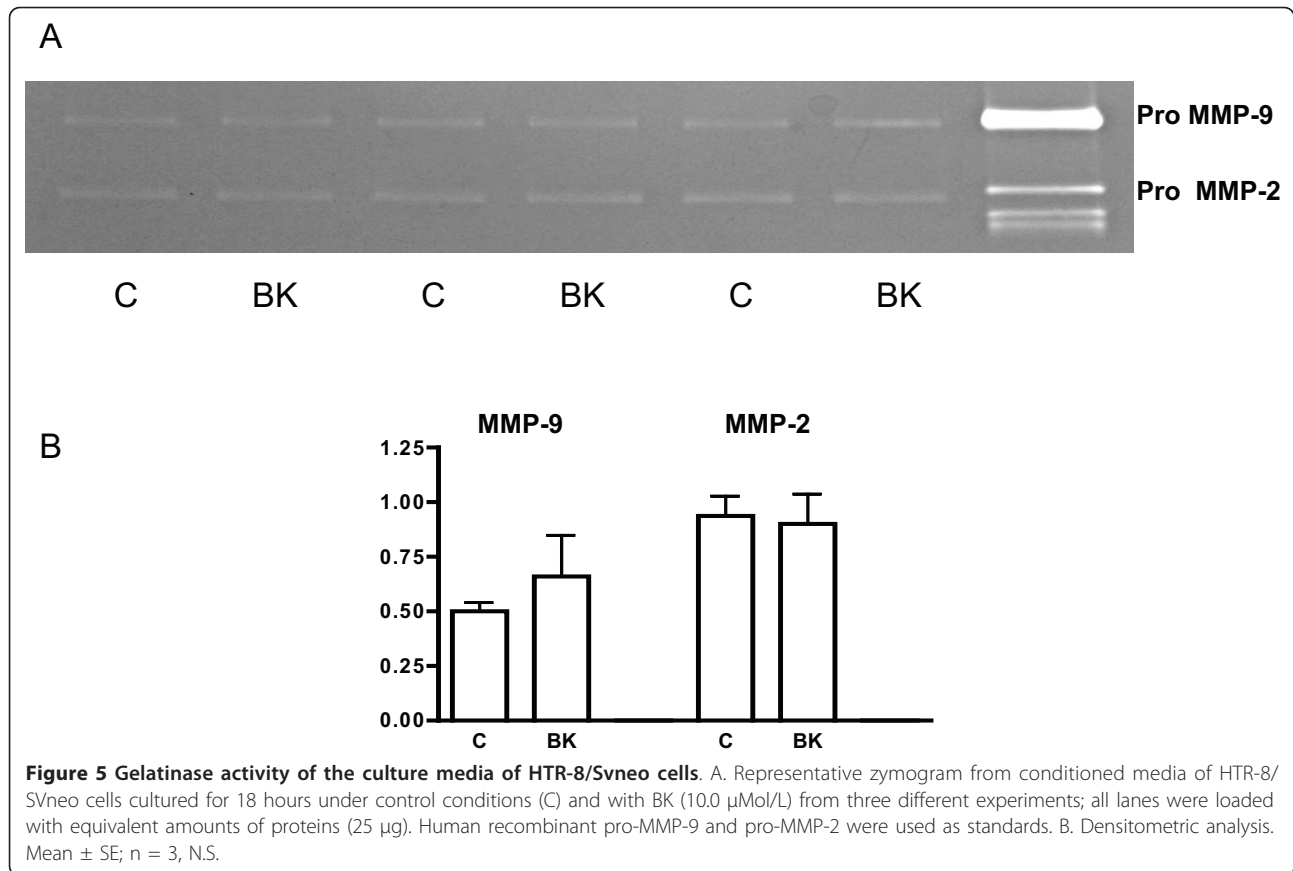 A
Pro MMP-9
Pro MMP-2
C BK C BK C BK
B
MMP-9 MMP-2
1.25
1.00
0.75
0.50
0.25
0.00
C BK C BK
Figure 5 Gelatinase activity of the culture media of HTR-8/Svneo cells. A. Representative zymogram from conditioned media of HTR-8/
SVneo cells cultured for 18 hours under control conditions (C) and with BK (10.0 μMol/L) from three different experiments; all lanes were loaded
with equivalent amounts of proteins (25 μg). Human recombinant pro-MMP-9 and pro-MMP-2 were used as standards. B. Densitometric analysis.
Mean ± SE; n = 3, N.S.